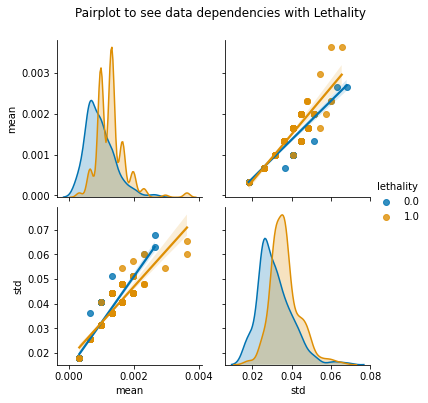 Pairplot to see data dependencies with Lethality
0.003
0.002
0.001
0.000
mean
lethality
0.0
1.0
0.07
0.06
0.05
0.04
0.03
0.02
std
0.000 0.002 0.004
mean
0.02 0.04 0.06 0.08
std